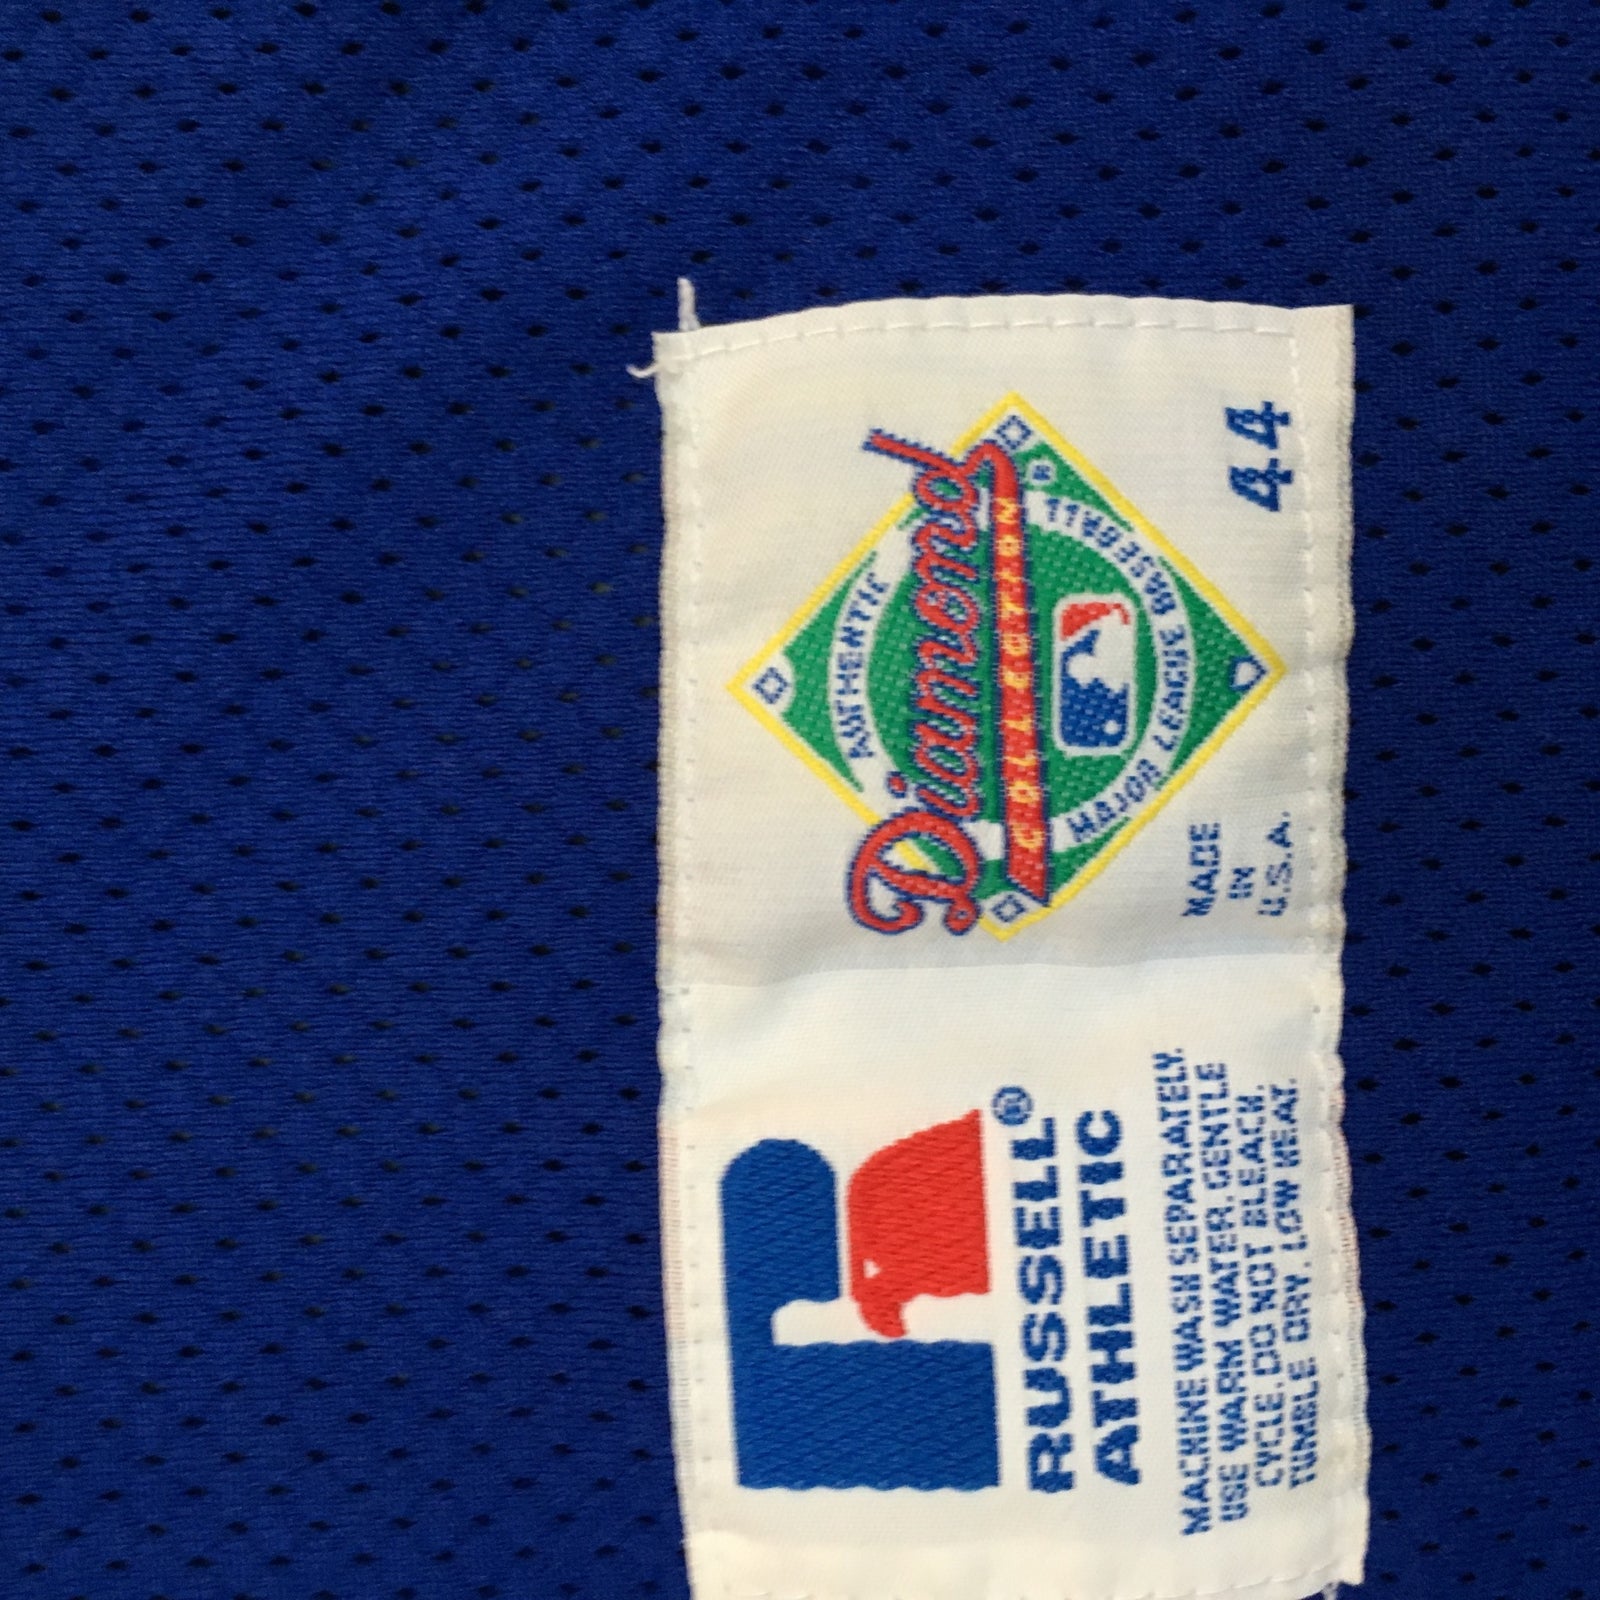 RUSSELL®
ATHLETIC
MACHINE WASH SEPARATELY.
USE WARM WATER, GENTLE
CYCLE. DO NOT BLEACH.
TUMBLE DRY. LOW HEAT.
AUTHENTIC
Diamond
COLLECTION
®
MAJOR LEAGUE BASEBALL
MADE
IN
U.S.A.
44